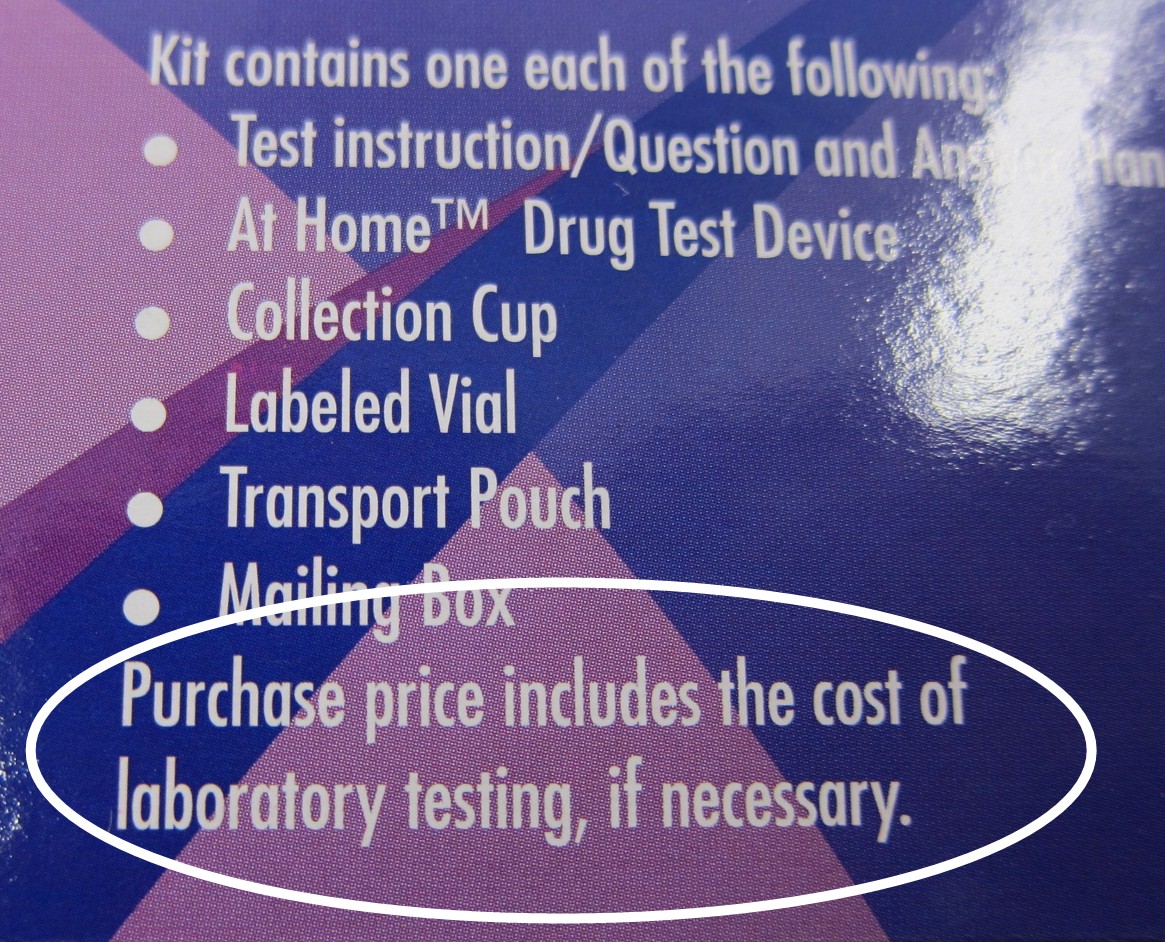 Kit contains one each of the following:
● Test instruction/Question and
● At Home™ Drug Test Device
● Collection Cup
● Labeled Vial
● Transport Pouch
● Mailing Box
Purchase price includes the cost of
laboratory testing, if necessary.